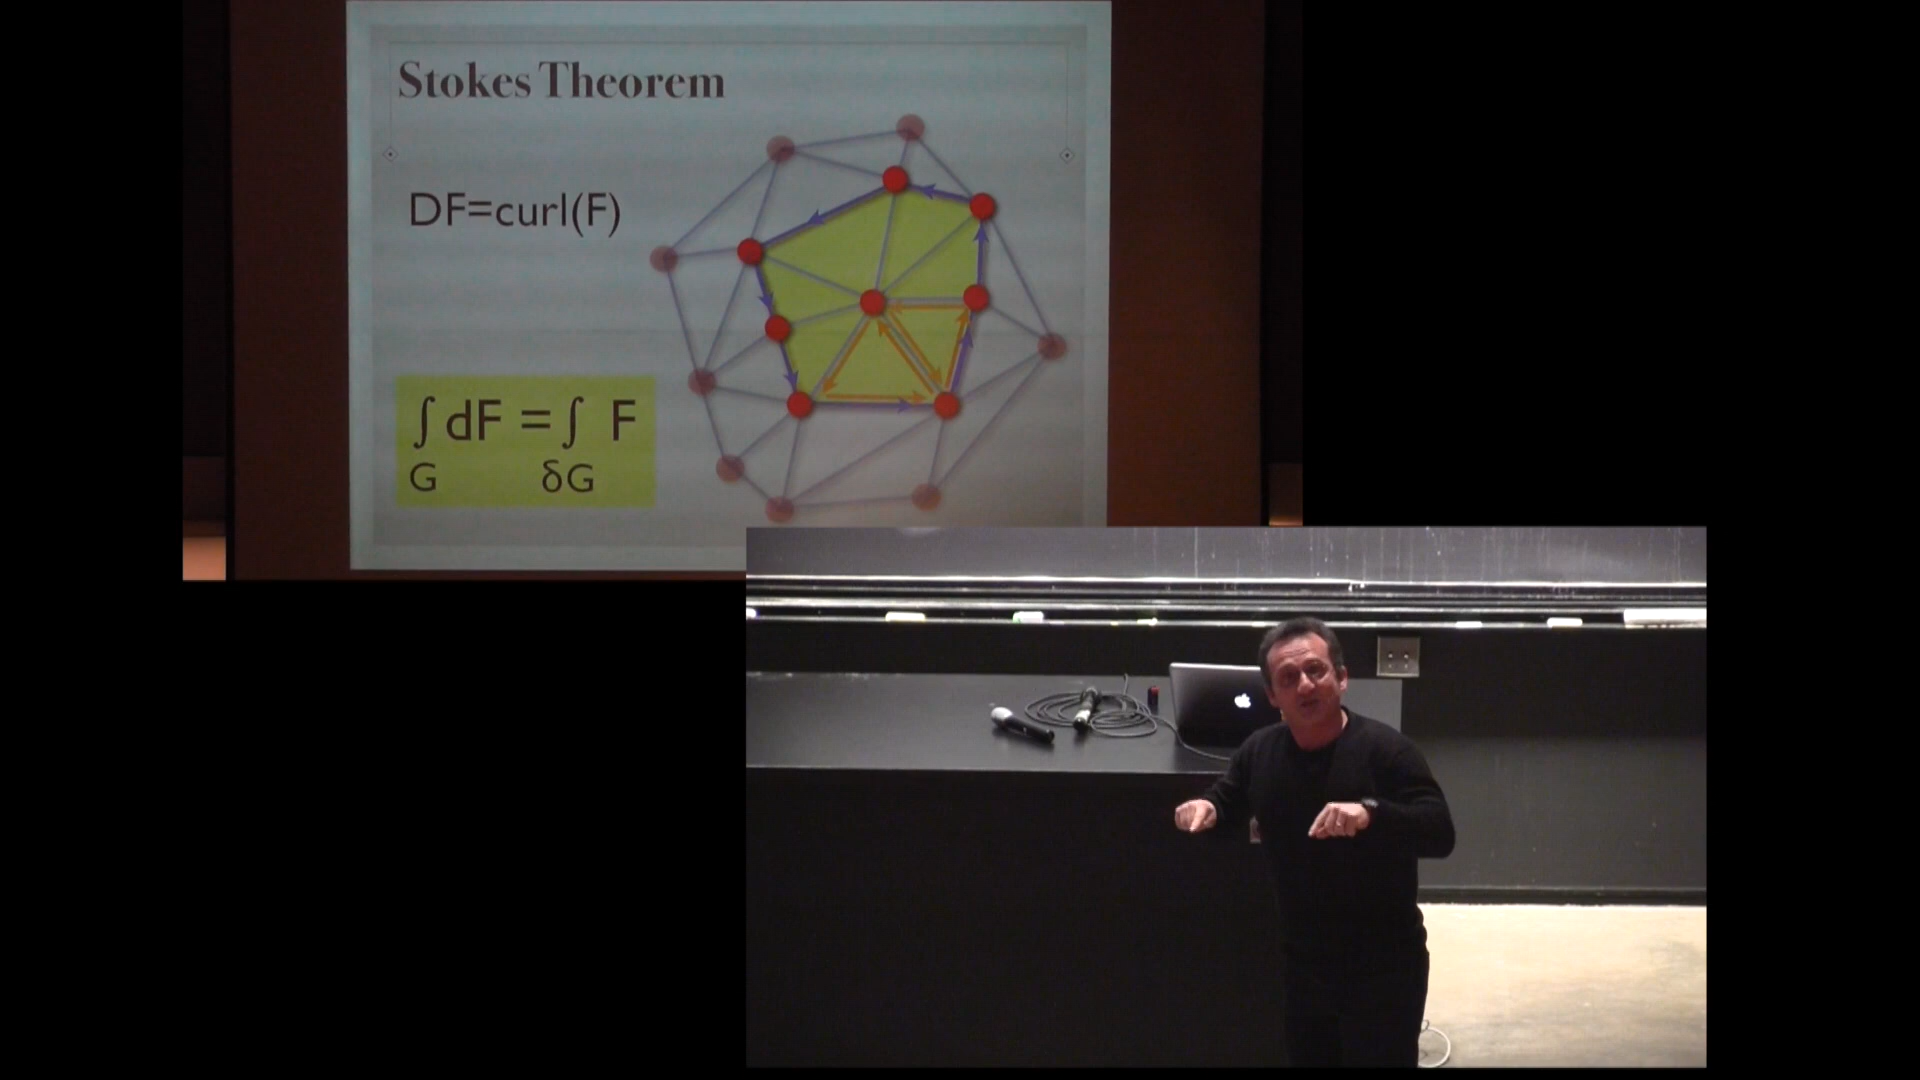 Stokes Theorem
DF=curl(F)
∫ dF = ∫ F
G δG